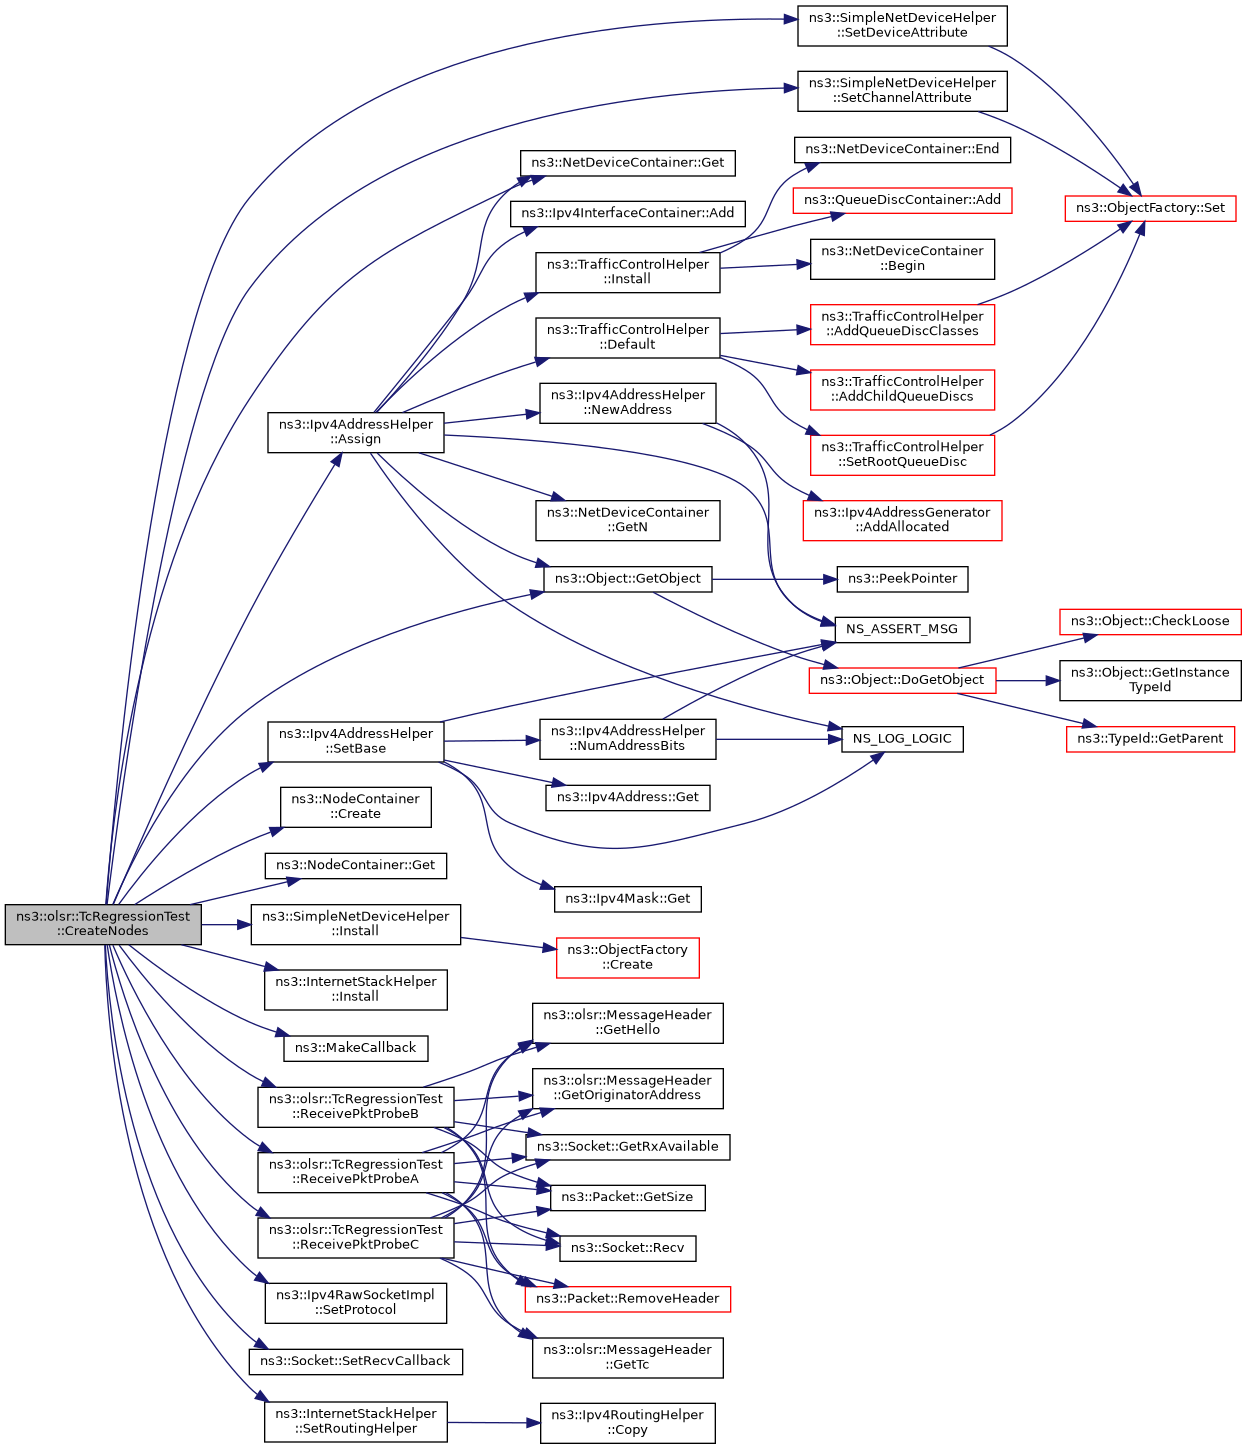 ns3::SimpleNetDeviceHelper
::SetDeviceAttribute
ns3::SimpleNetDeviceHelper
::SetChannelAttribute
ns3::NetDeviceContainer::End
ns3::NetDeviceContainer::Get
ns3::QueueDiscContainer::Add
ns3::ObjectFactory::Set
ns3::Ipv4InterfaceContainer::Add
ns3::TrafficControlHelper
::Install
ns3::NetDeviceContainer
::Begin
ns3::TrafficControlHelper
::Default
ns3::TrafficControlHelper
::AddQueueDiscClasses
ns3::TrafficControlHelper
::AddChildQueueDiscs
ns3::Ipv4AddressHelper
::NewAddress
ns3::Ipv4AddressHelper
::Assign
ns3::TrafficControlHelper
::SetRootQueueDisc
ns3::NetDeviceContainer
::GetN
ns3::Ipv4AddressGenerator
::AddAllocated
ns3::Object::GetObject
ns3::PeekPointer
NS_ASSERT_MSG
ns3::Object::CheckLoose
ns3::Object::DoGetObject
ns3::Object::GetInstance
TypeId
ns3::Ipv4AddressHelper
::SetBase
ns3::Ipv4AddressHelper
::NumAddressBits
NS_LOG_LOGIC
ns3::TypeId::GetParent
ns3::NodeContainer
::Create
ns3::Ipv4Address::Get
ns3::NodeContainer::Get
ns3::Ipv4Mask::Get
ns3::olsr::TcRegressionTest
::CreateNodes
ns3::SimpleNetDeviceHelper
::Install
ns3::ObjectFactory
::Create
ns3::InternetStackHelper
::Install
ns3::MakeCallback
ns3::olsr::MessageHeader
::GetHello
ns3::olsr::TcRegressionTest
::ReceivePktProbeB
ns3::olsr::MessageHeader
::GetOriginatorAddress
ns3::Socket::GetRxAvailable
ns3::olsr::TcRegressionTest
::ReceivePktProbeA
ns3::Packet::GetSize
ns3::olsr::TcRegressionTest
::ReceivePktProbeC
ns3::Socket::Recv
ns3::Ipv4RawSocketImpl
::SetProtocol
ns3::Packet::RemoveHeader
ns3::Socket::SetRecvCallback
ns3::olsr::MessageHeader
::GetTc
ns3::InternetStackHelper
::SetRoutingHelper
ns3::Ipv4RoutingHelper
::Copy